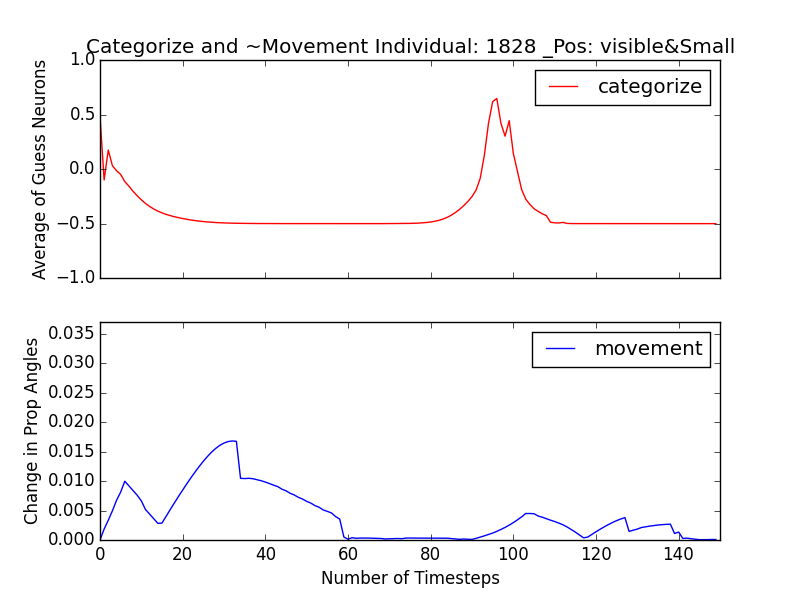 Categorize and ~Movement Individual: 1828 _Pos: visible&Small
1.0
0.5
0.0
−0.5
−1.0
Average of Guess Neurons
categorize
0.035
0.030
0.025
0.020
0.015
0.010
0.005
0.000
Change in Prop Angles
movement
0 20 40 60 80 100 120 140
Number of Timesteps